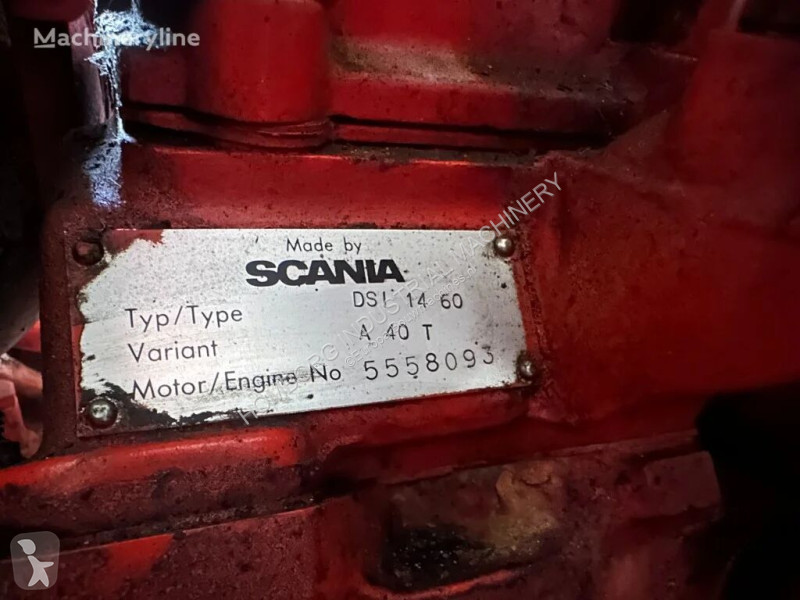 Machineryline
Made by
SCANIA
Typ/Type DSI 14 60
Variant A 40 T
Motor/Engine No 5558093